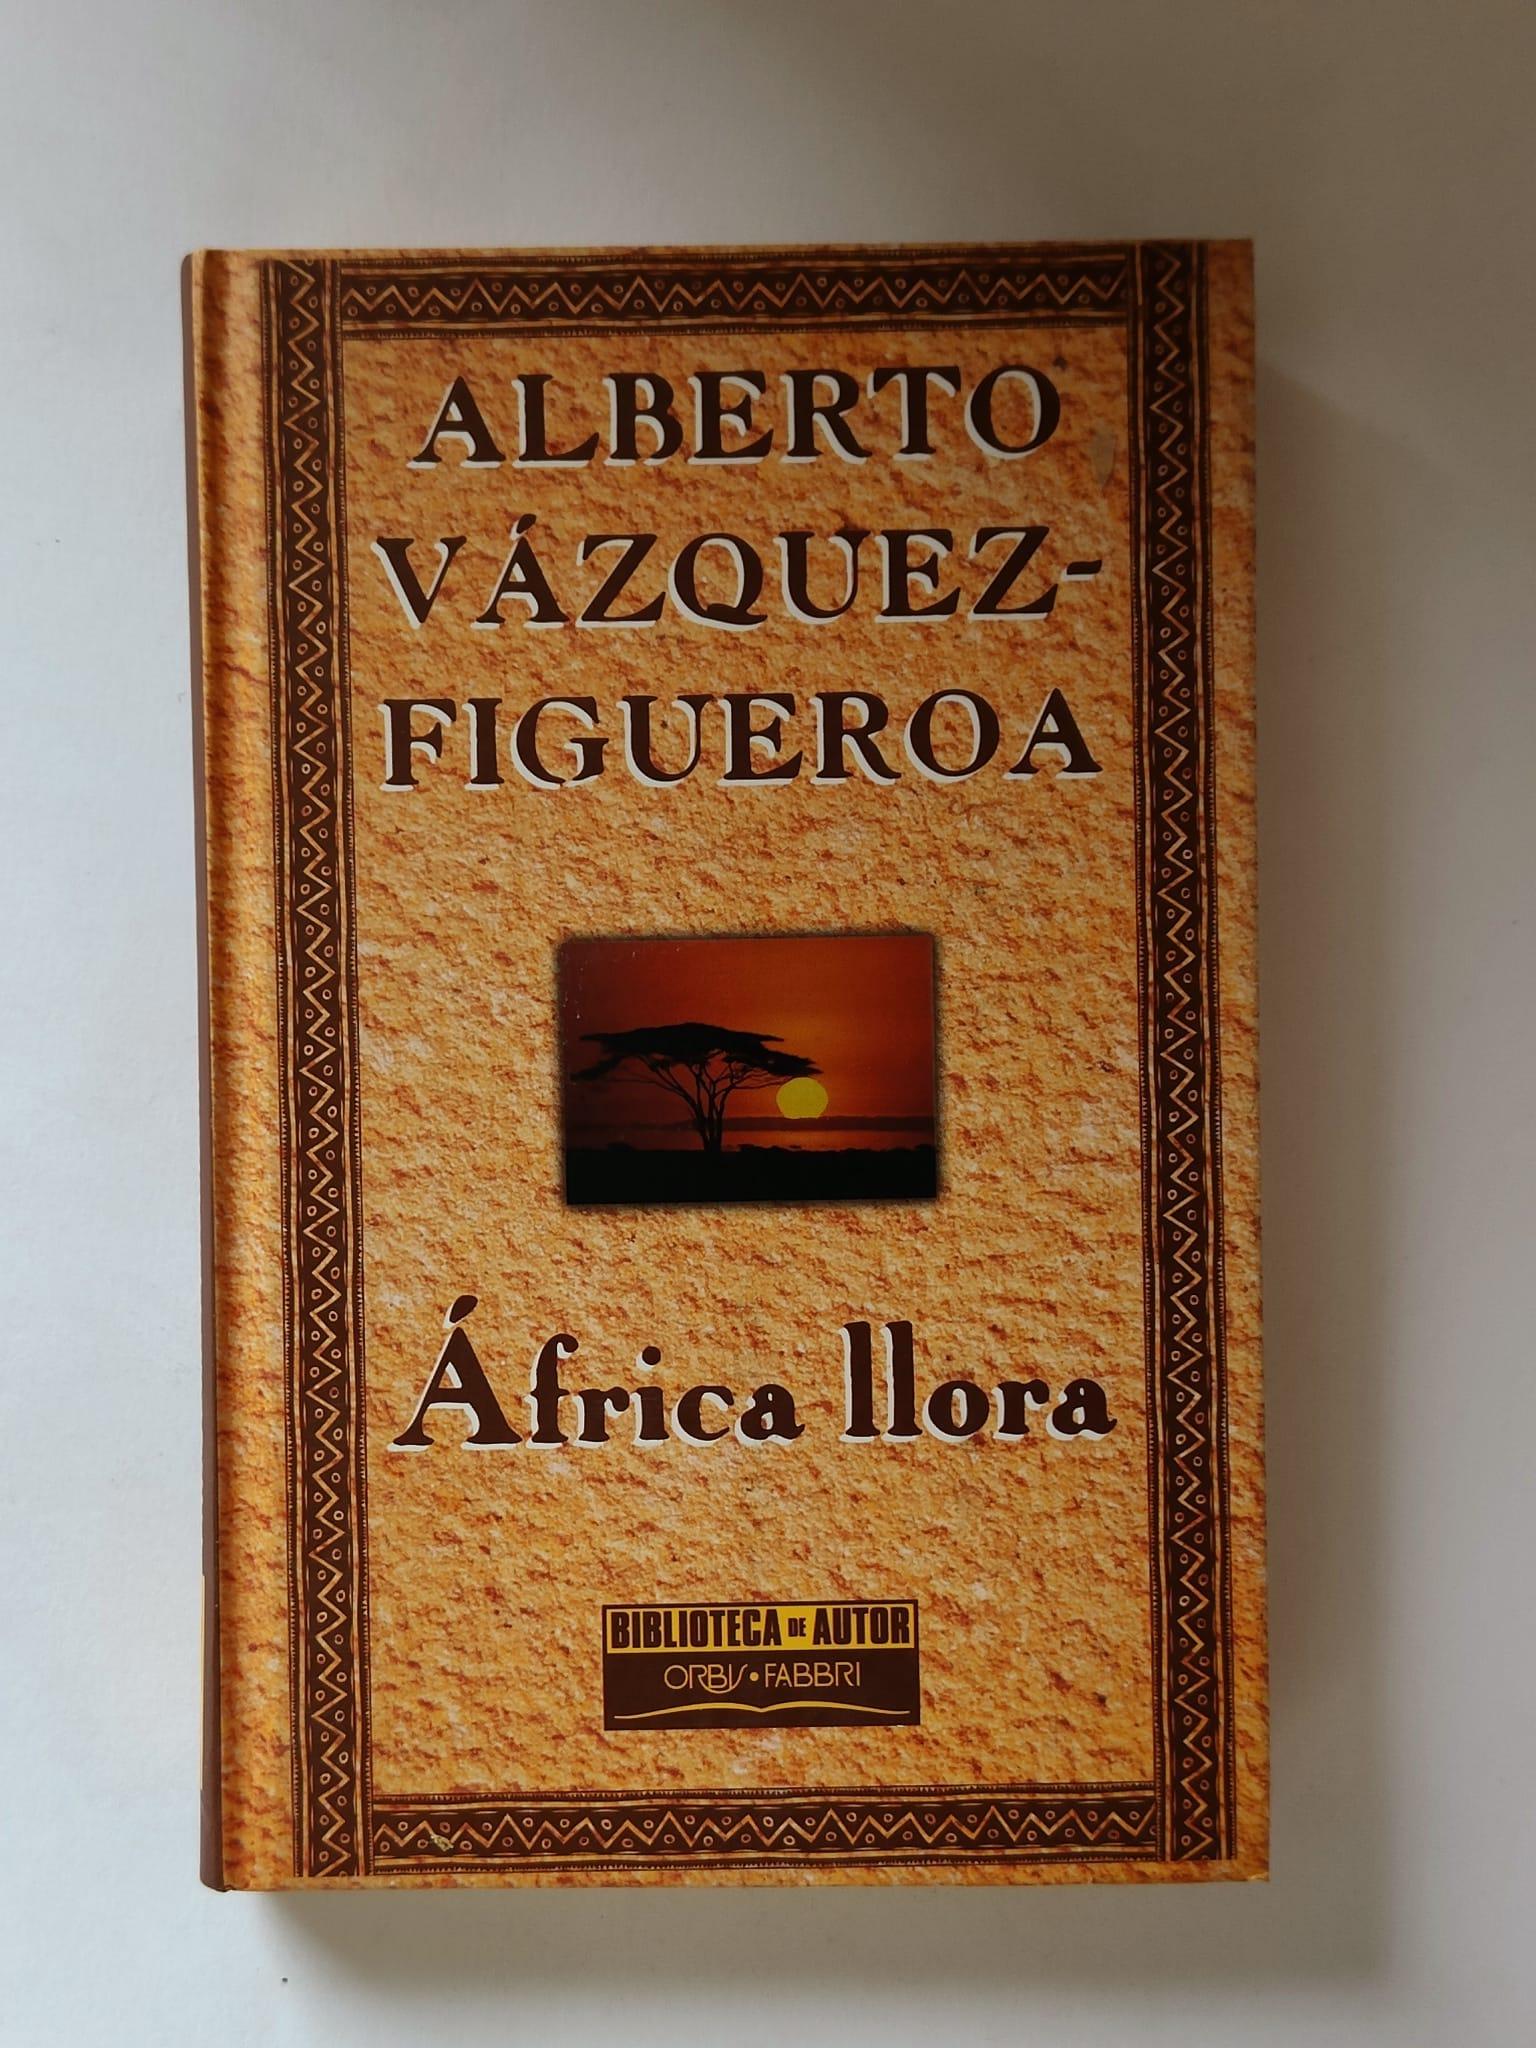 ALBERTO
VÁZQUEZ-
FIGUEROA
África llora
BIBLIOTECA DE AUTOR
ORBIS • FABBRI